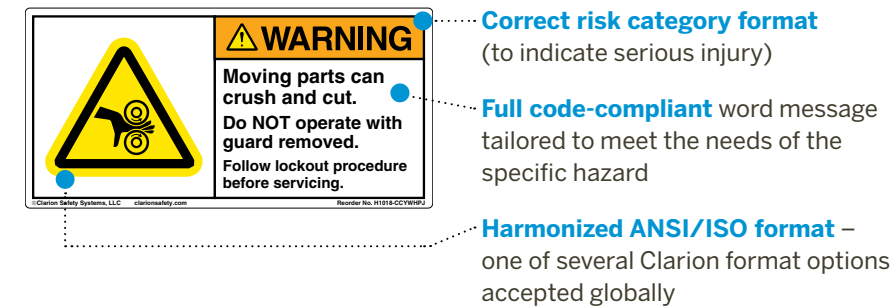 WARNING
Moving parts can
crush and cut.
Do NOT operate with
guard removed.
Follow lockout procedure
before servicing.
©Clarion Safety Systems, LLC clarionsafety.com Reorder No. H1018-CCYWHPJ
Correct risk category format
(to indicate serious injury)
Full code-compliant word message
tailored to meet the needs of the
specific hazard
Harmonized ANSI/ISO format –
one of several Clarion format options
accepted globally